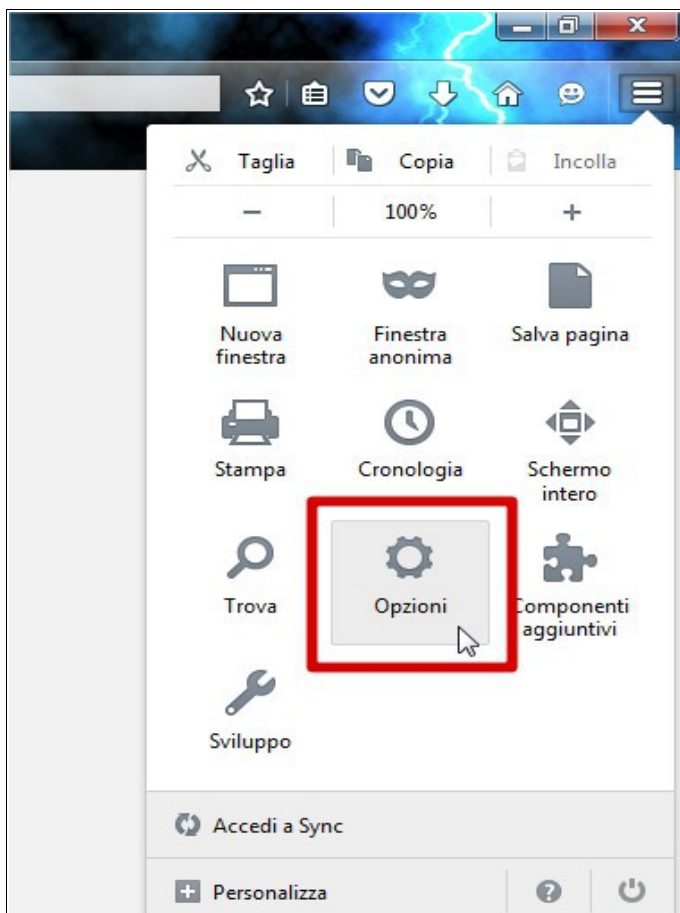 Taglia Copia Incolla
100%
Nuova finestra
Finestra anonima
Salva pagina
Stampa
Cronologia
Schermo intero
Trova
Opzioni
Componenti aggiuntivi
Sviluppo
Accedi a Sync
Personalizza